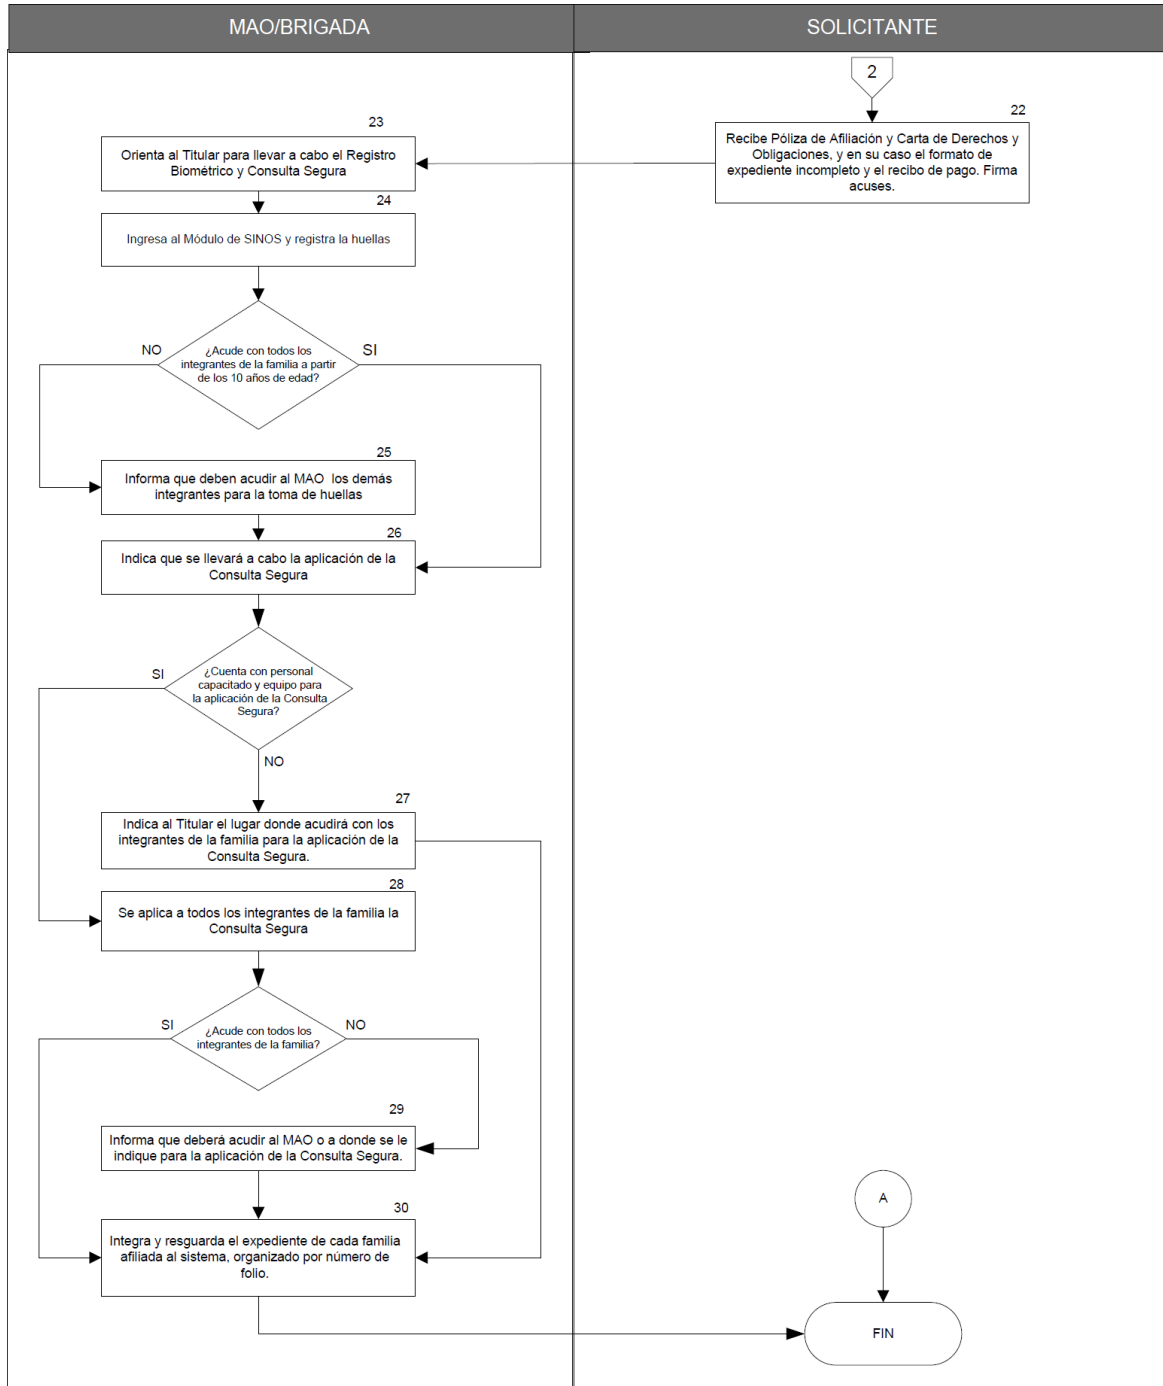 MAO/BRIGADA
SOLICITANTE
2
22
Recibe Póliza de Afiliación y Carta de Derechos y
Obligaciones, y en su caso el formato de
expediente incompleto y el recibo de pago. Firma
acuses.
23
Orienta al Titular para llevar a cabo el Registro
Biométrico y Consulta Segura
24
Ingresa al Módulo de SINOS y registra la huellas
¿Acude con todos los
integrantes de la familia a partir
de los 10 años de edad?
NO
SI
25
Informa que deben acudir al MAO los demás
integrantes para la toma de huellas
26
Indica que se llevará a cabo la aplicación de la
Consulta Segura
¿Cuenta con personal
capacitado y equipo para
la aplicación de la Consulta
Segura?
SI
NO
27
Indica al Titular el lugar donde acudirá con los
integrantes de la familia para la aplicación de la
Consulta Segura.
28
Se aplica a todos los integrantes de la familia la
Consulta Segura
¿Acude con todos los
integrantes de la familia?
SI
NO
29
Informa que deberá acudir al MAO o a donde se le
indique para la aplicación de la Consulta Segura.
30
Integra y resguarda el expediente de cada familia
afiliada al sistema, organizado por número de
folio.
A
FIN